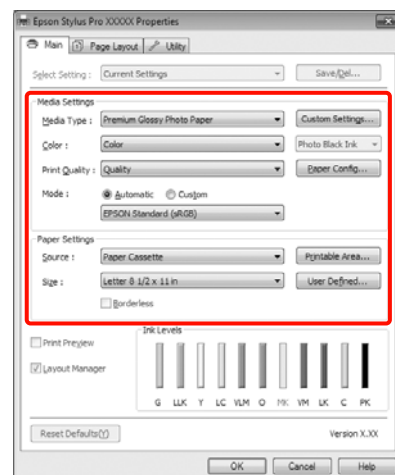 Epson Stylus Pro XXXXX Properties
Main Page Layout Utility
Select Setting : Current Settings Save/Del...
Media Settings
Media Type : Premium Glossy Photo Paper Custom Settings...
Color : Color Photo Black Ink
Print Quality : Quality Paper Config...
Mode : Automatic Custom
EPSON Standard (sRGB)
Paper Settings
Source : Paper Cassette Printable Area...
Size : Letter 8 1/2 x 11 in User Defined...
Borderless
Ink Levels
Print Preview
Layout Manager
G LLK Y LC VLM O MK VM LK C PK
Reset Defaults(Y) Version X.XX
OK Cancel Help